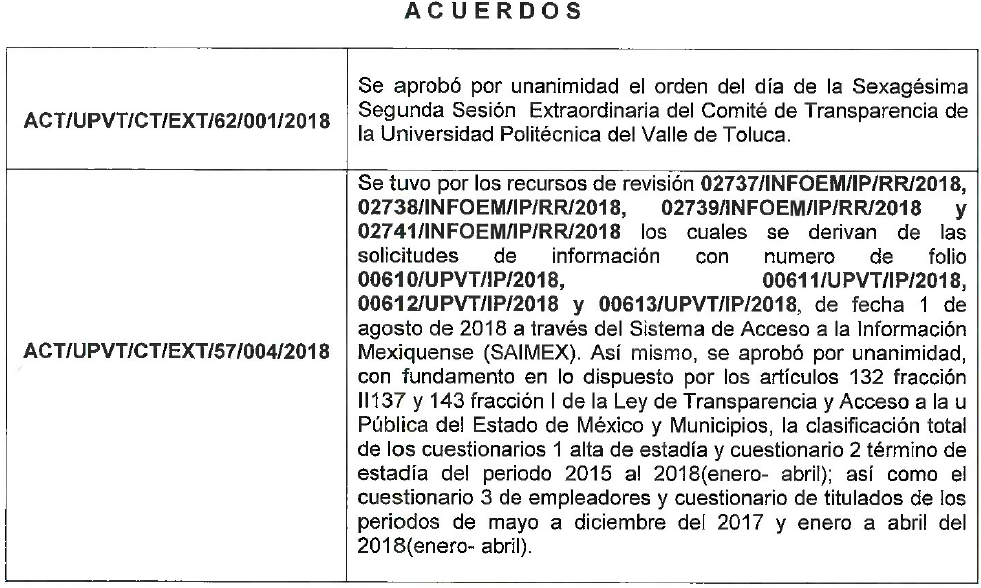 ACUERDOS
Se aprobó por unanimidad el orden del día de la Sexagésima
Segunda Sesión Extraordinaria del Comité de Transparencia de
la Universidad Politécnica del Valle de Toluca.
ACT/UPVT/CT/EXT/62/001/2018
Se tuvo por los recursos de revisión 02737/INFOEM/IP/RR/2018,
02738/INFOEM/IP/RR/2018, 02739/INFOEM/IP/RR/2018 y
02741/INFOEM/IP/RR/2018 los cuales se derivan de las
solicitudes de información con numero de folio
00610/UPVT/IP/2018, 00611/UPVT/IP/2018,
00612/UPVT/IP/2018 y 00613/UPVT/IP/2018, de fecha 1 de
agosto de 2018 a través del Sistema de Acceso a la Información
Mexiquense (SAIMEX). Así mismo, se aprobó por unanimidad,
con fundamento en lo dispuesto por los artículos 132 fracción
II137 y 143 fracción I de la Ley de Transparencia y Acceso a la u
Pública del Estado de México y Municipios, la clasificación total
de los cuestionarios 1 alta de estadía y cuestionario 2 término de
estadía del periodo 2015 al 2018(enero- abril); así como el
cuestionario 3 de empleadores y cuestionario de titulados de los
periodos de mayo a diciembre del 2017 y enero a abril del
2018(enero- abril).
ACT/UPVT/CT/EXT/57/004/2018